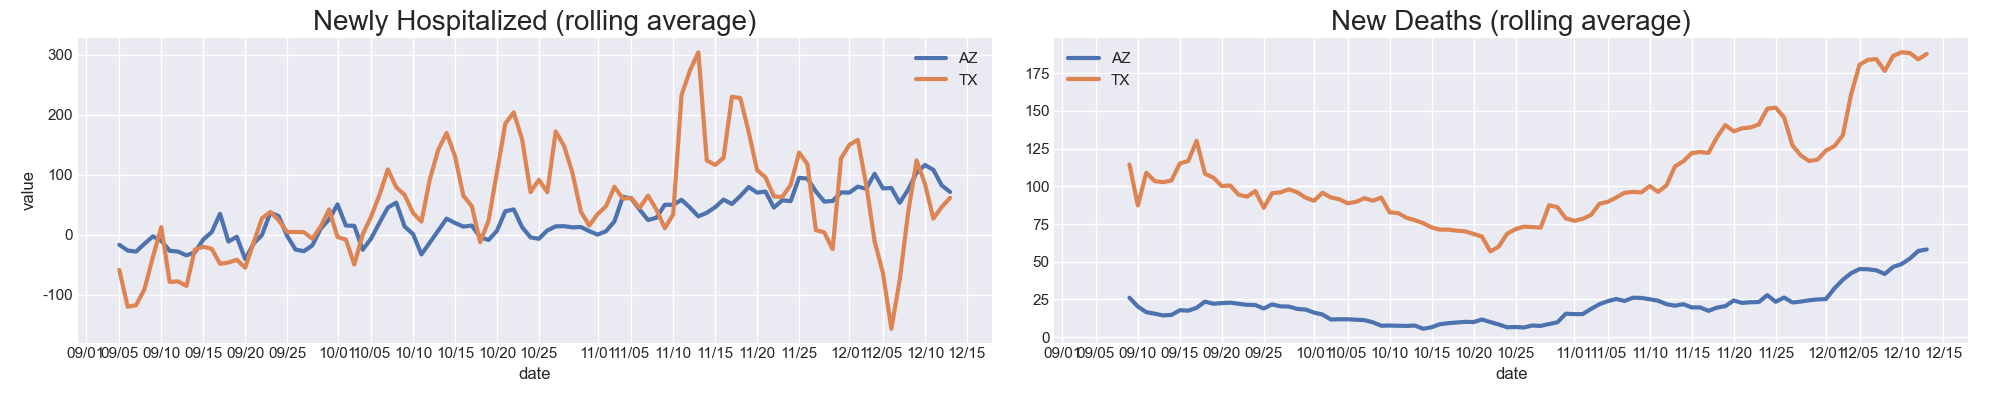 Newly Hospitalized (rolling average)
300
200
100
0
-100
value
AZ
TX
09/01 09/05 09/10 09/15 09/20 09/25 10/01 10/05 10/10 10/15 10/20 10/25 11/01 11/05 11/10 11/15 11/20 11/25 12/01 12/05 12/10 12/15
date
New Deaths (rolling average)
AZ
TX
175
150
125
100
75
50
25
0
09/01 09/05 09/10 09/15 09/20 09/25 10/01 10/05 10/10 10/15 10/20 10/25 11/01 11/05 11/10 11/15 11/20 11/25 12/01 12/05 12/10 12/15
date